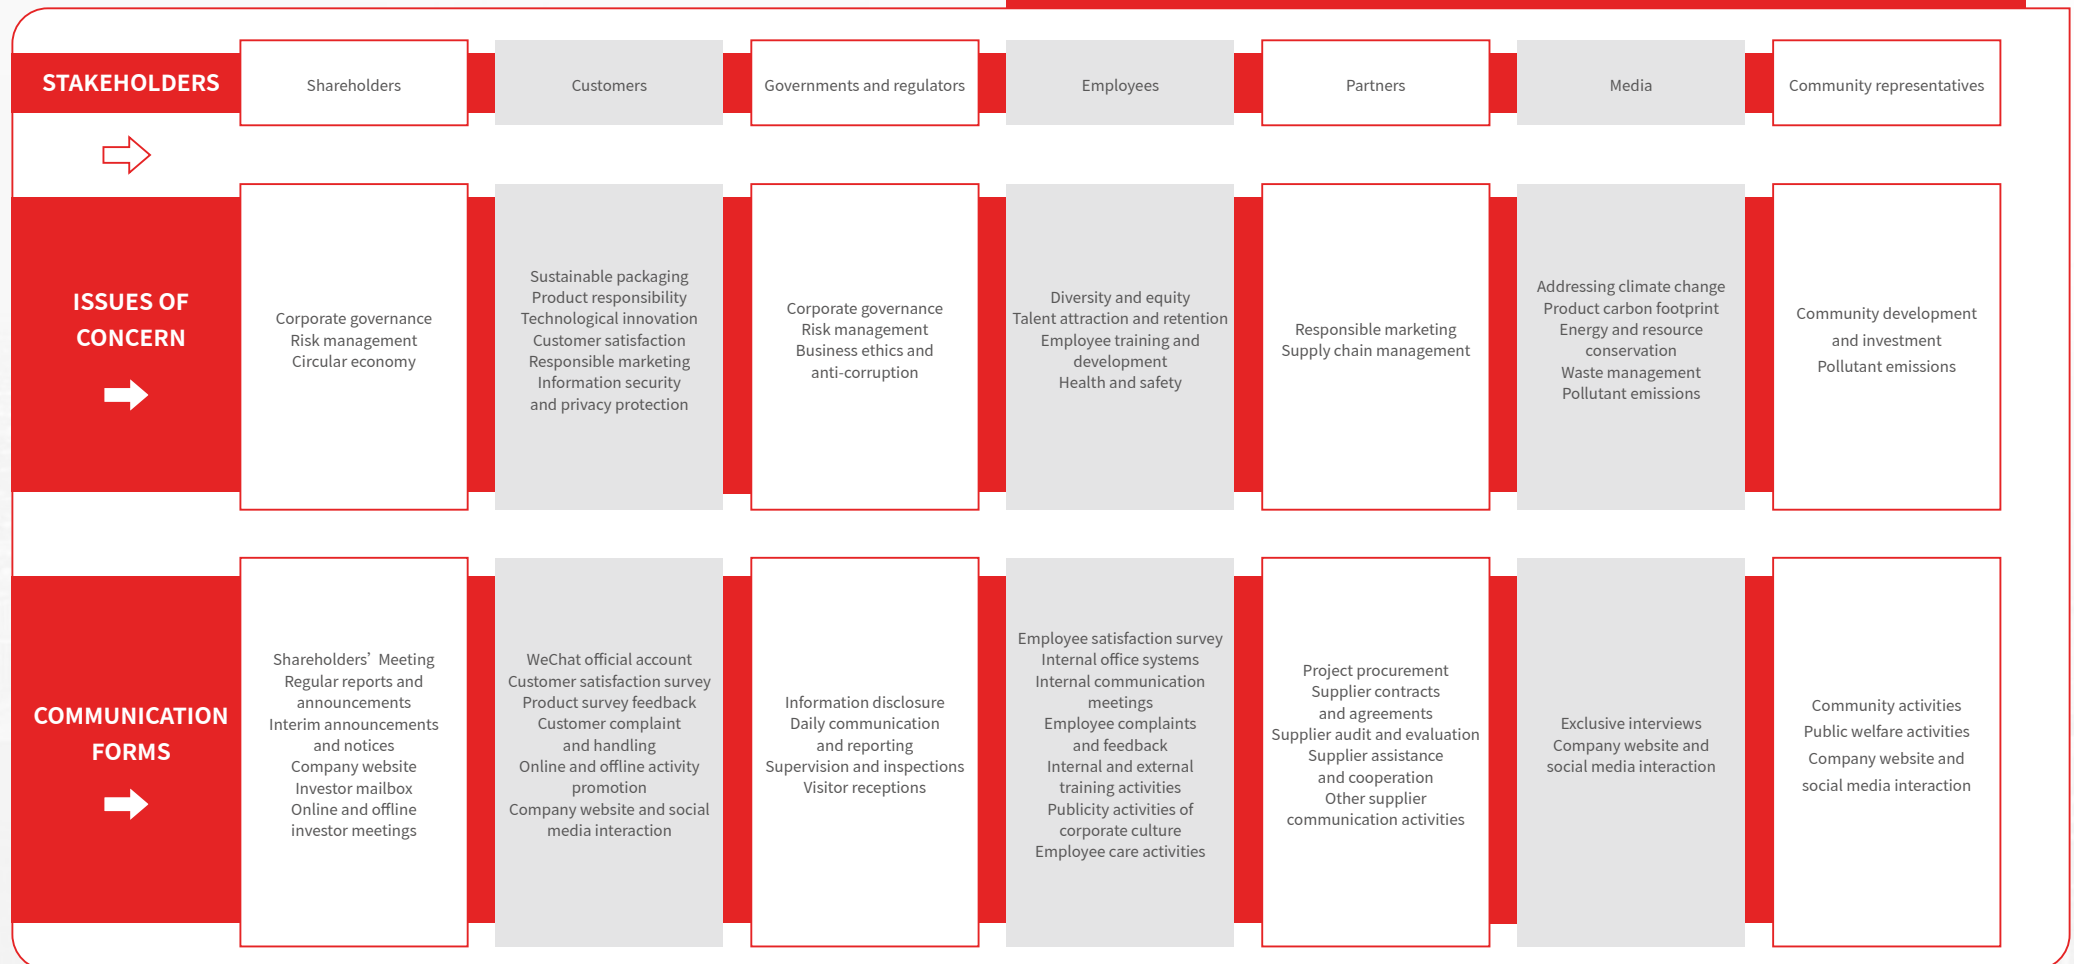 STAKEHOLDERS
Shareholders
Customers
Governments and regulators
Employees
Partners
Media
Community representatives
ISSUES OF
CONCERN
Corporate governance
Risk management
Circular economy
Sustainable packaging
Product responsibility
Technological innovation
Customer satisfaction
Responsible marketing
Information security
and privacy protection
Corporate governance
Risk management
Business ethics and
anti-corruption
Diversity and equity
Talent attraction and retention
Employee training and
development
Health and safety
Responsible marketing
Supply chain management
Addressing climate change
Product carbon footprint
Energy and resource
conservation
Waste management
Pollutant emissions
Community development
and investment
Pollutant emissions
COMMUNICATION
FORMS
Shareholders’ Meeting
Regular reports and
announcements
Interim announcements
and notices
Company website
Investor mailbox
Online and offline
investor meetings
WeChat official account
Customer satisfaction survey
Product survey feedback
Customer complaint
and handling
Online and offline activity
promotion
Company website and social
media interaction
Information disclosure
Daily communication
and reporting
Supervision and inspections
Visitor receptions
Employee satisfaction survey
Internal office systems
Internal communication
meetings
Employee complaints
and feedback
Internal and external
training activities
Publicity activities of
corporate culture
Employee care activities
Project procurement
Supplier contracts
and agreements
Supplier audit and evaluation
Supplier assistance
and cooperation
Other supplier
communication activities
Exclusive interviews
Company website and
social media interaction
Community activities
Public welfare activities
Company website and
social media interaction